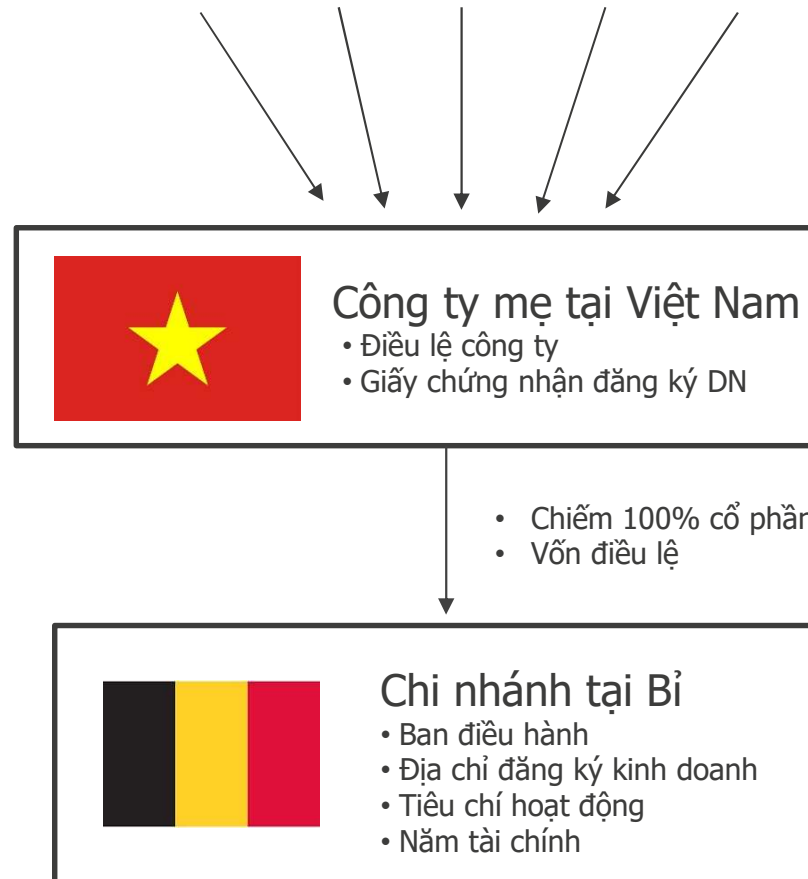 Công ty mẹ tại Việt Nam
• Điều lệ công ty
• Giấy chứng nhận đăng ký DN
• Chiếm 100% cổ phần
• Vốn điều lệ
Chi nhánh tại Bỉ
• Ban điều hành
• Địa chỉ đăng ký kinh doanh
• Tiêu chí hoạt động
• Năm tài chính